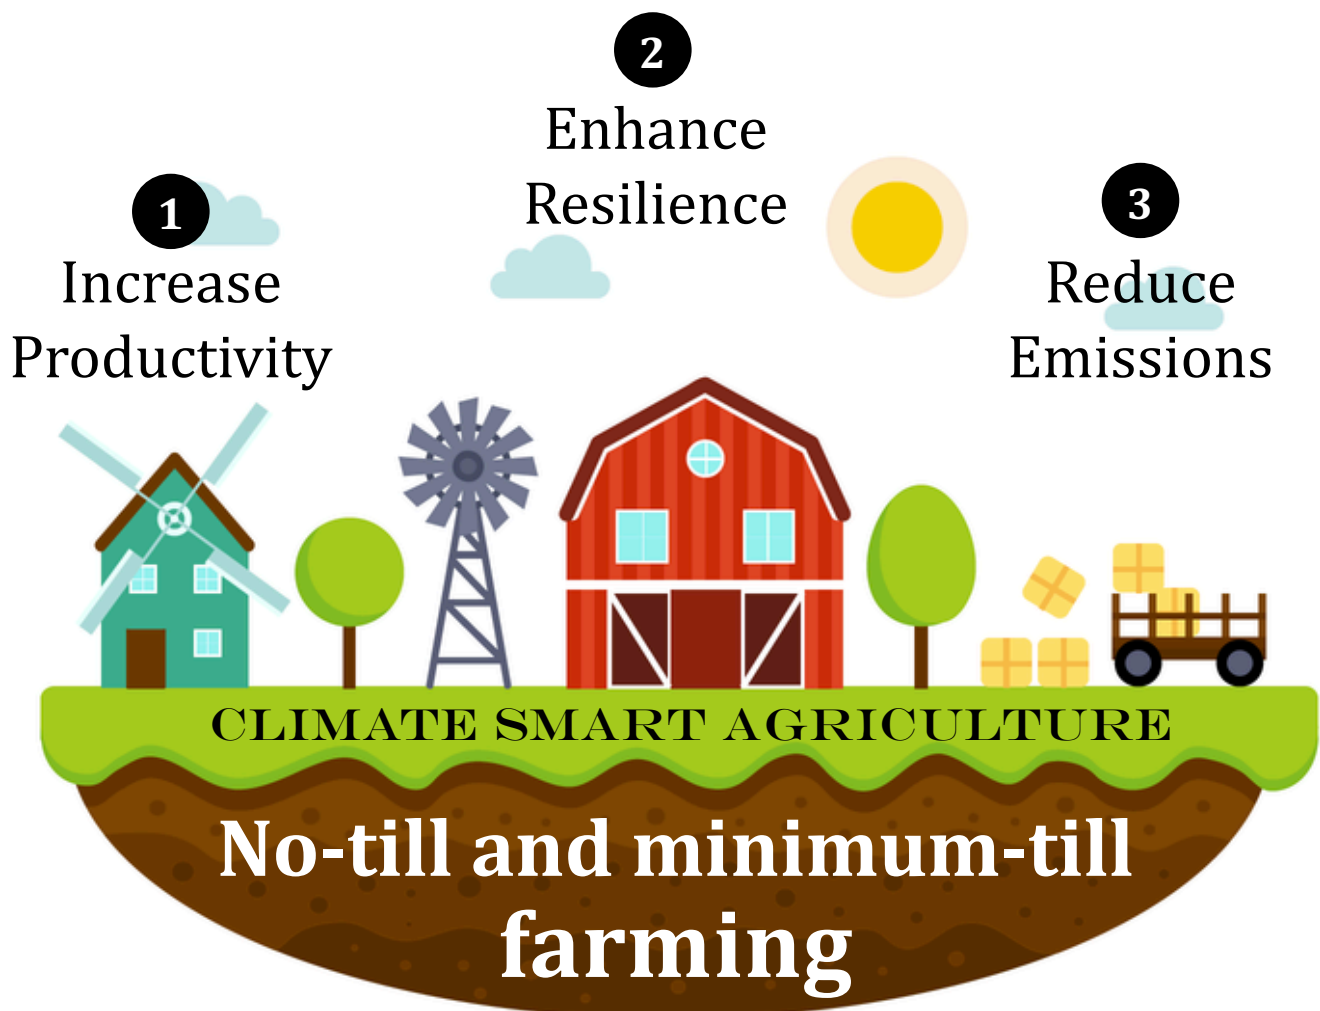 1
Increase
Productivity
2
Enhance
Resilience
3
Reduce
Emissions
CLIMATE SMART AGRICULTURE
No-till and minimum-till
farming